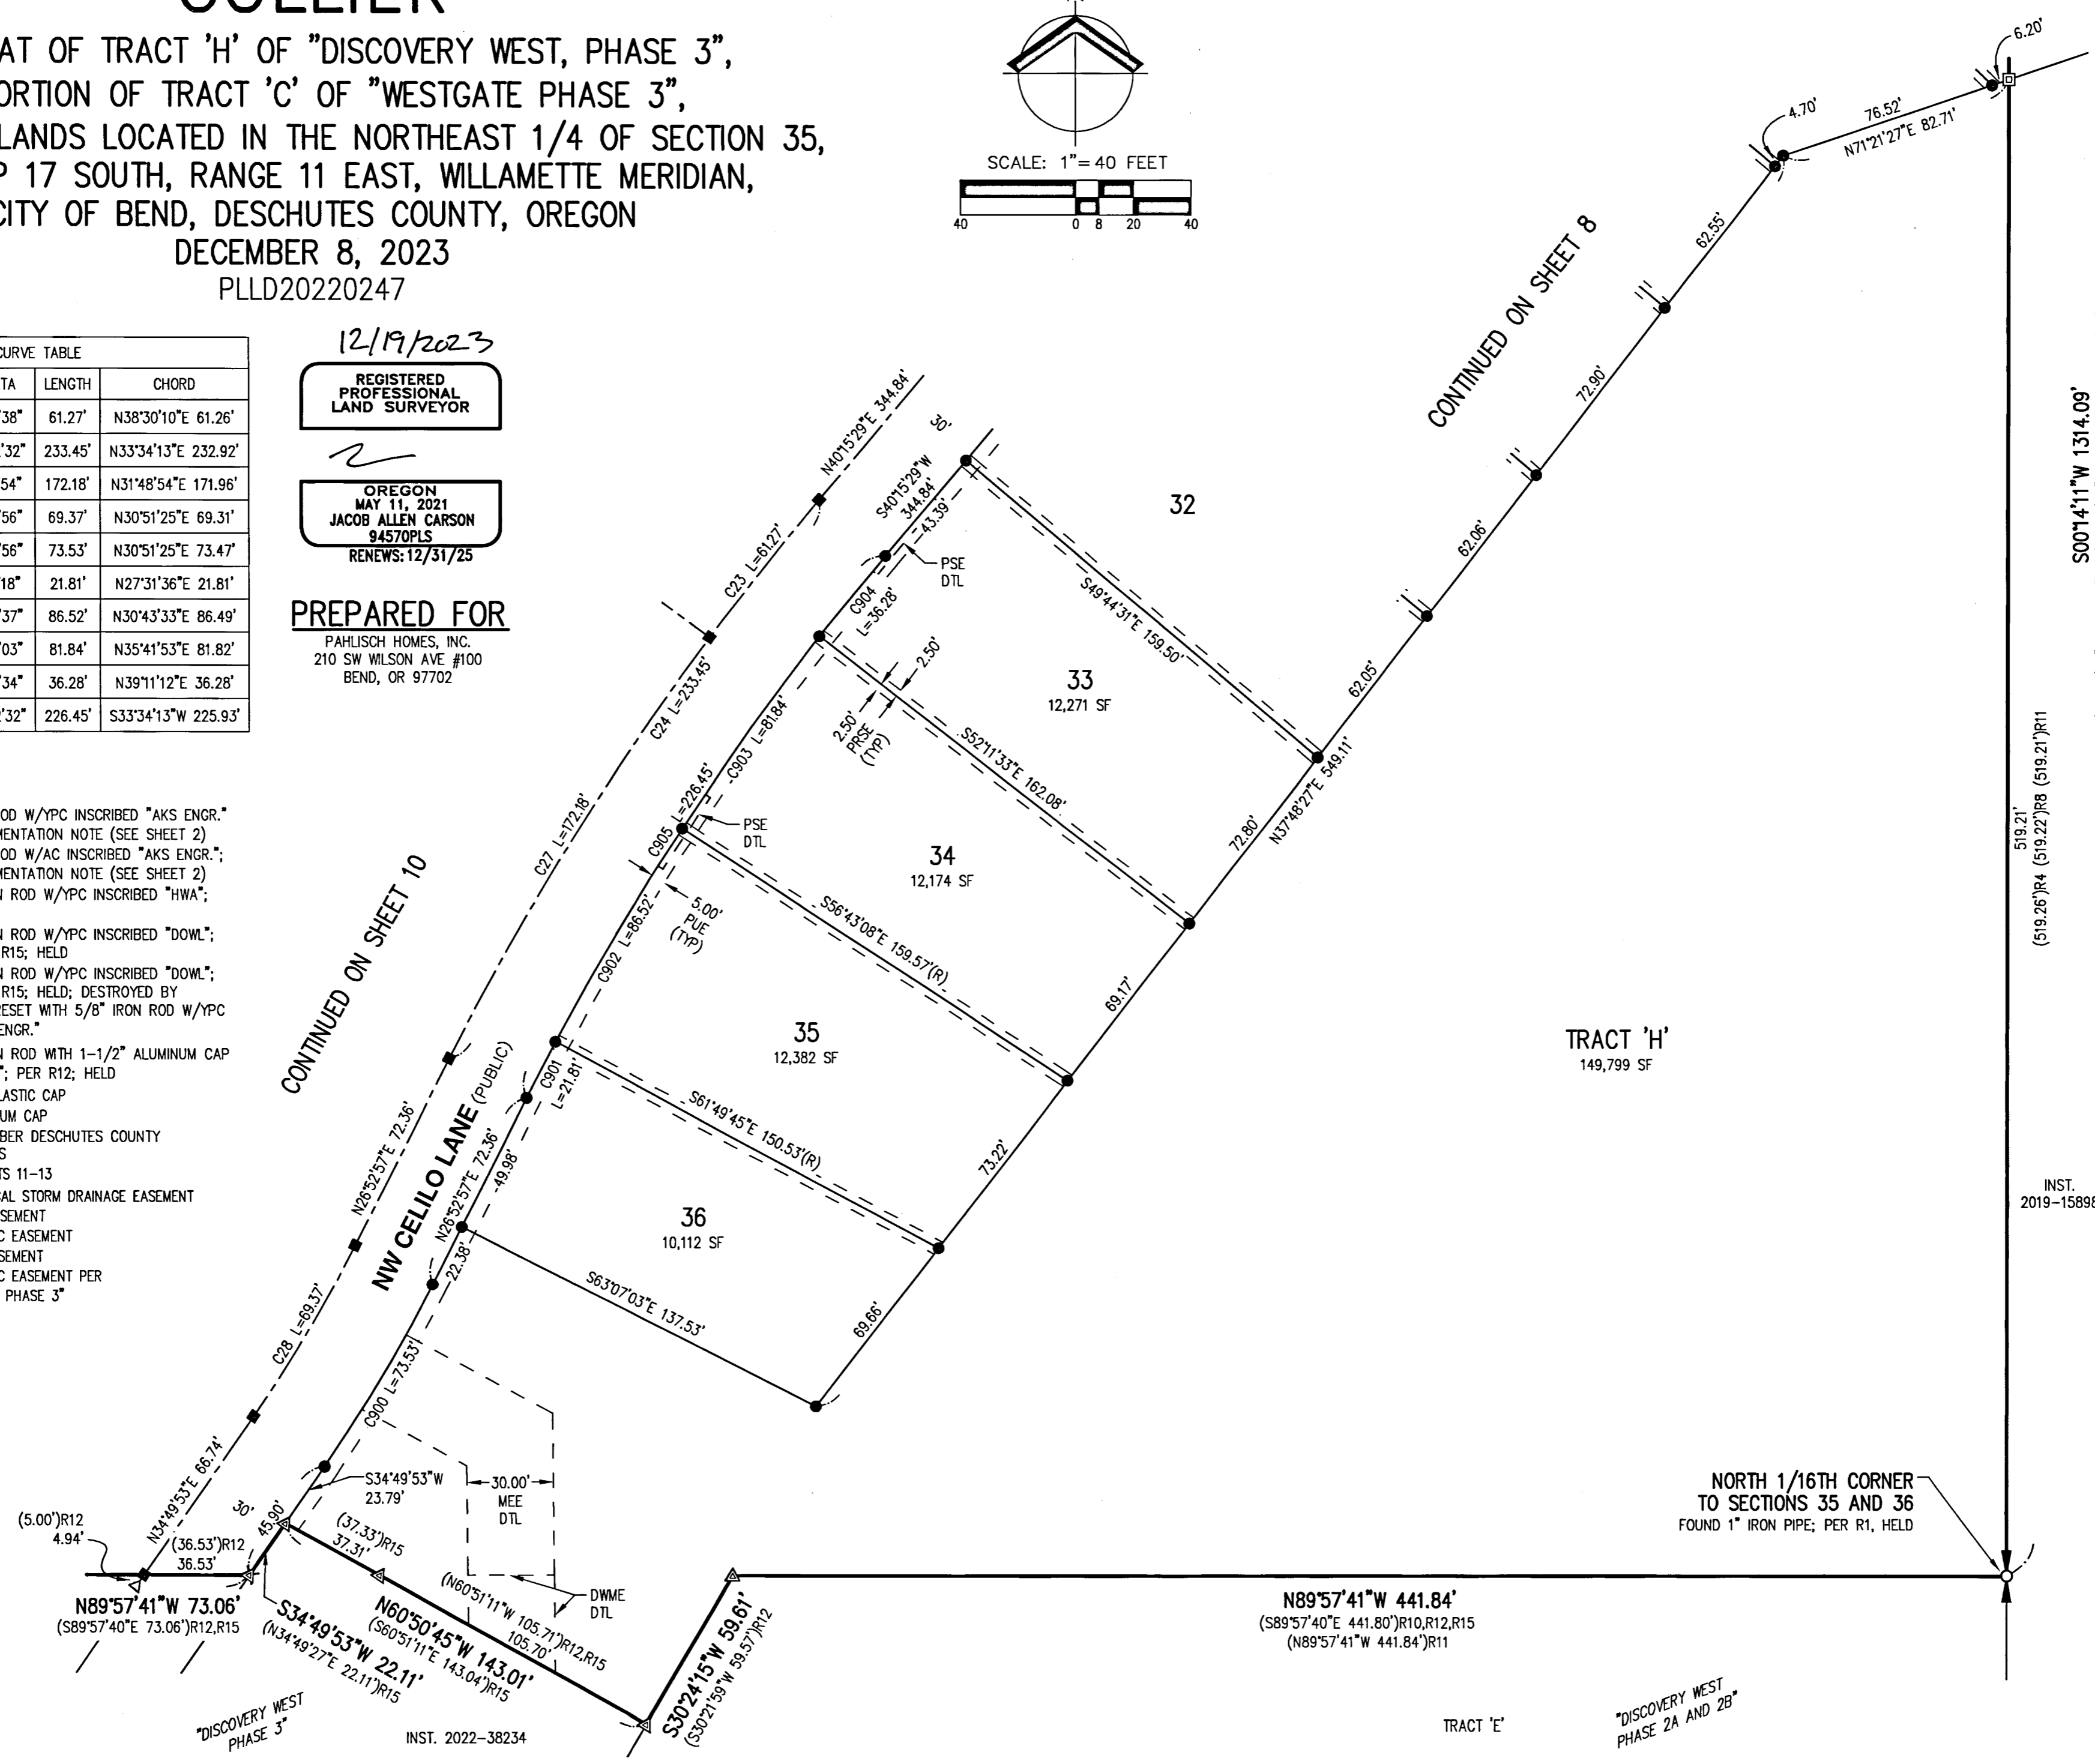 COLLIER
AT OF TRACT 'H' OF "DISCOVERY WEST, PHASE 3",
ORTION OF TRACT 'C' OF "WESTGATE PHASE 3",
LANDS LOCATED IN THE NORTHEAST 1/4 OF SECTION 35,
P 17 SOUTH, RANGE 11 EAST, WILLAMETTE MERIDIAN,
CITY OF BEND, DESCHUTES COUNTY, OREGON
DECEMBER 8, 2023
PLLD20220247
SCALE: 1"= 40 FEET
40 0 8 20 40
CURVE TABLE
TA LENGTH CHORD
'38" 61.27' N38°30'10"E 61.26'
'32" 233.45' N33°34'13"E 232.92'
54" 172.18' N31°48'54"E 171.96'
'56" 69.37' N30°51'25"E 69.31'
'56" 73.53' N30°51'25"E 73.47'
'18" 21.81' N27°31'36"E 21.81'
'37" 86.52' N30°43'33"E 86.49'
'03" 81.84' N35°41'53"E 81.82'
'34" 36.28' N39°11'12"E 36.28'
'32" 226.45' S33°34'13"W 225.93'
12/19/2023
REGISTERED
PROFESSIONAL
LAND SURVEYOR
OREGON
MAY 11, 2021
JACOB ALLEN CARSON
94570PLS
RENEWS: 12/31/25
PREPARED FOR
PAHLISCH HOMES, INC.
210 SW WILSON AVE #100
BEND, OR 97702
OD W/YPC INSCRIBED "AKS ENGR."
MENTATION NOTE (SEE SHEET 2)
OD W/AC INSCRIBED "AKS ENGR.";
MENTATION NOTE (SEE SHEET 2)
N ROD W/YPC INSCRIBED "HWA";
N ROD W/YPC INSCRIBED "DOWL";
R15; HELD
N ROD W/YPC INSCRIBED "DOWL";
R15; HELD; DESTROYED BY
RESET WITH 5/8" IRON ROD W/YPC
ENGR."
N ROD WITH 1-1/2" ALUMINUM CAP
"; PER R12; HELD
LASTIC CAP
UM CAP
BER DESCHUTES COUNTY
S
TS 11-13
CAL STORM DRAINAGE EASEMENT
SEMENT
C EASEMENT
SEMENT
C EASEMENT PER
PHASE 3"
CONTINUED ON SHEET 10
CONTINUED ON SHEET 8
6.20'
4.70'
76.52'
N71°21'27"E 82.71'
62.55'
72.90'
62.06'
62.05'
N37°48'27"E 549.11'
72.80'
69.17'
73.22'
69.66'
N40°15'29"E 344.84'
30'
S40°15'29"W
344.84'
43.39'
C23 L=61.27'
C904
L=36.28'
PSE
DTL
32
S49°44'31"E 159.50'
33
12,271 SF
2.50'
2.50'
PRSE
(TYP)
S52°11'33"E 162.08'
C24 L=233.45'
C903 L=81.84'
C905 L=226.45'
PSE
DTL
34
12,174 SF
5.00'
PUE
(TYP)
S56°43'08"E 159.57'(R)
C27 L=172.18'
C902 L=86.52'
35
12,382 SF
C901
L=21.81'
S61°49'45"E 150.53'(R)
N26°52'57"E 72.36'
NW CELILO LANE (PUBLIC)
N26°52'57"E 72.36'
49.98'
22.38'
36
10,112 SF
S63°07'03"E 137.53'
C28 L=69.37'
C900 L=73.53'
S34°49'53"W
23.79'
30.00'
MEE
DTL
DWME
DTL
N34°49'53"E 66.74'
30'
45.90'
(5.00')R12
4.94'
(36.53')R12
36.53'
(37.33')R15
37.31'
N89°57'41"W 73.06'
(S89°57'40"E 73.06')R12,R15
S34°49'53"W 22.11'
(N34°49'27"E 22.11')R15
N60°50'45"W 143.01'
(S60°51'11"E 143.04')R15
(N60°51'11"W 105.71')R12,R15
105.70'
S30°24'15"W 59.61'
(S30°21'59"W 59.57')R12
"DISCOVERY WEST
PHASE 3"
INST. 2022-38234
TRACT 'H'
149,799 SF
S00°14'11"W 1314.09'
519.21'
(519.26')R4 (519.22')R8 (519.21')R11
INST.
2019-15898
NORTH 1/16TH CORNER
TO SECTIONS 35 AND 36
FOUND 1" IRON PIPE; PER R1, HELD
N89°57'41"W 441.84'
(S89°57'40"E 441.80')R10,R12,R15
(N89°57'41"W 441.84')R11
TRACT 'E'
"DISCOVERY WEST
PHASE 2A AND 2B"